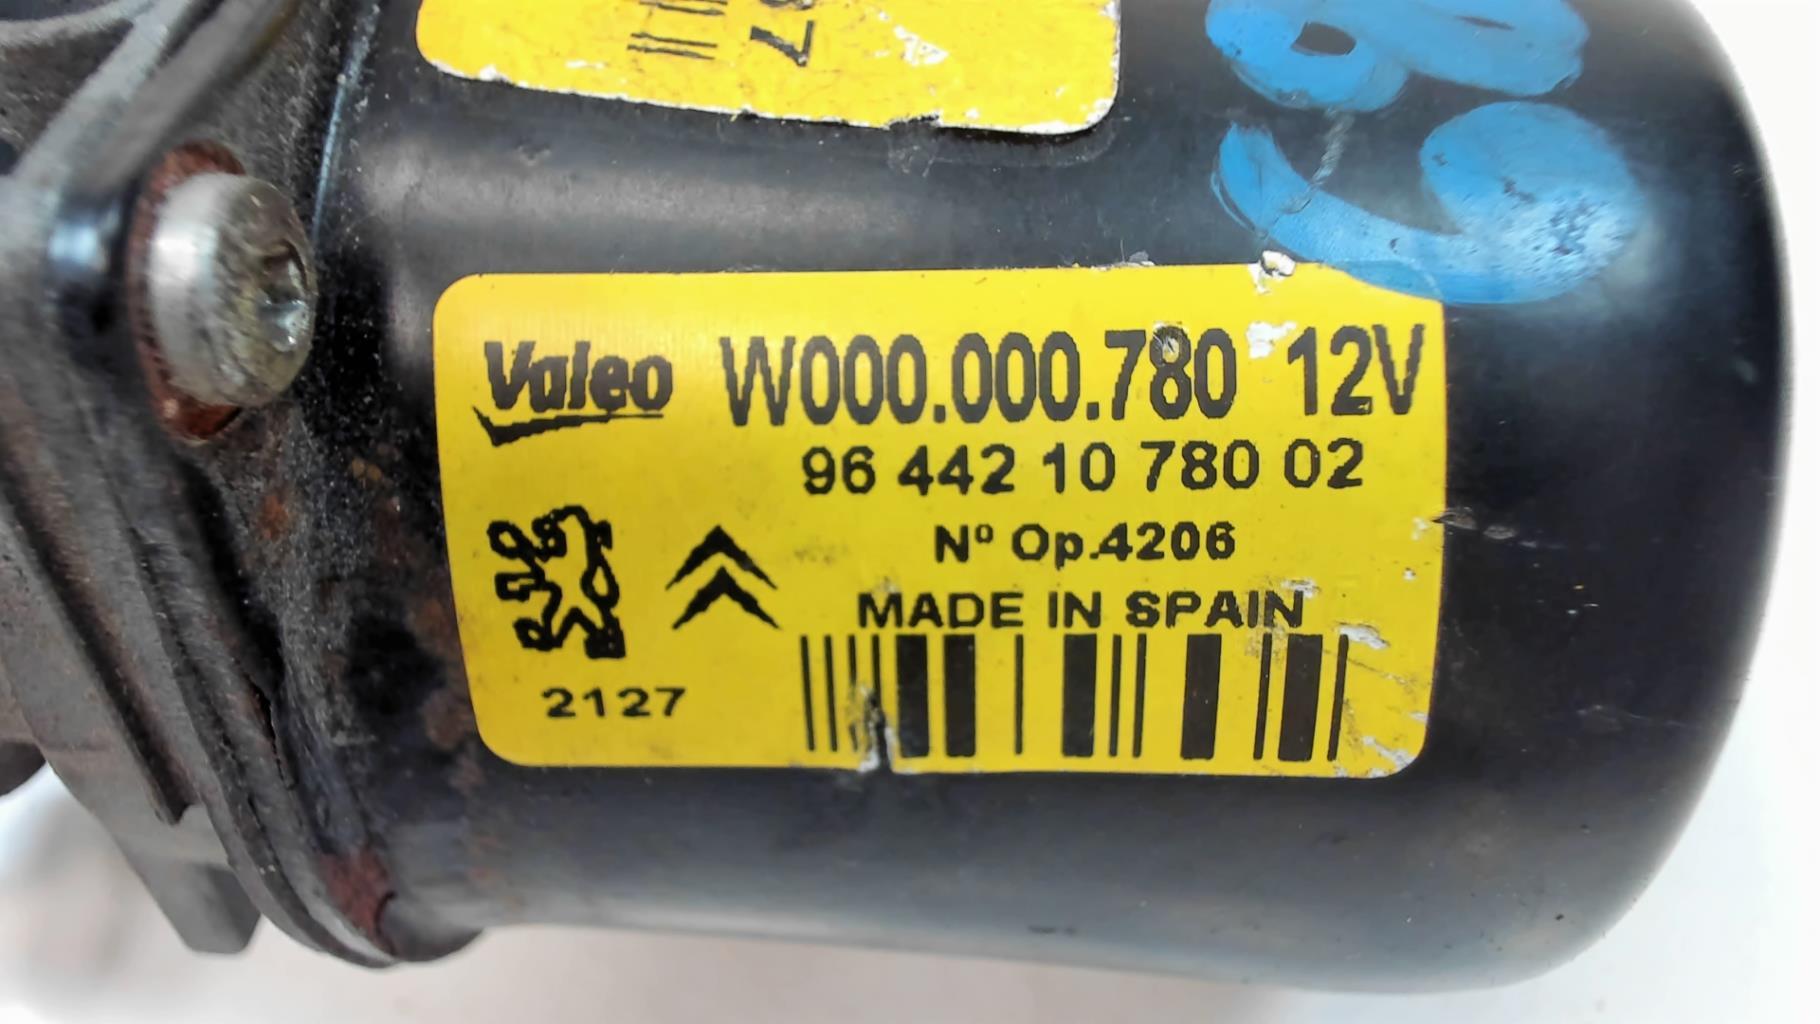 Valeo W000.000.780 12V
96 442 10 780 02
Nº Op.4206
MADE IN SPAIN
2127